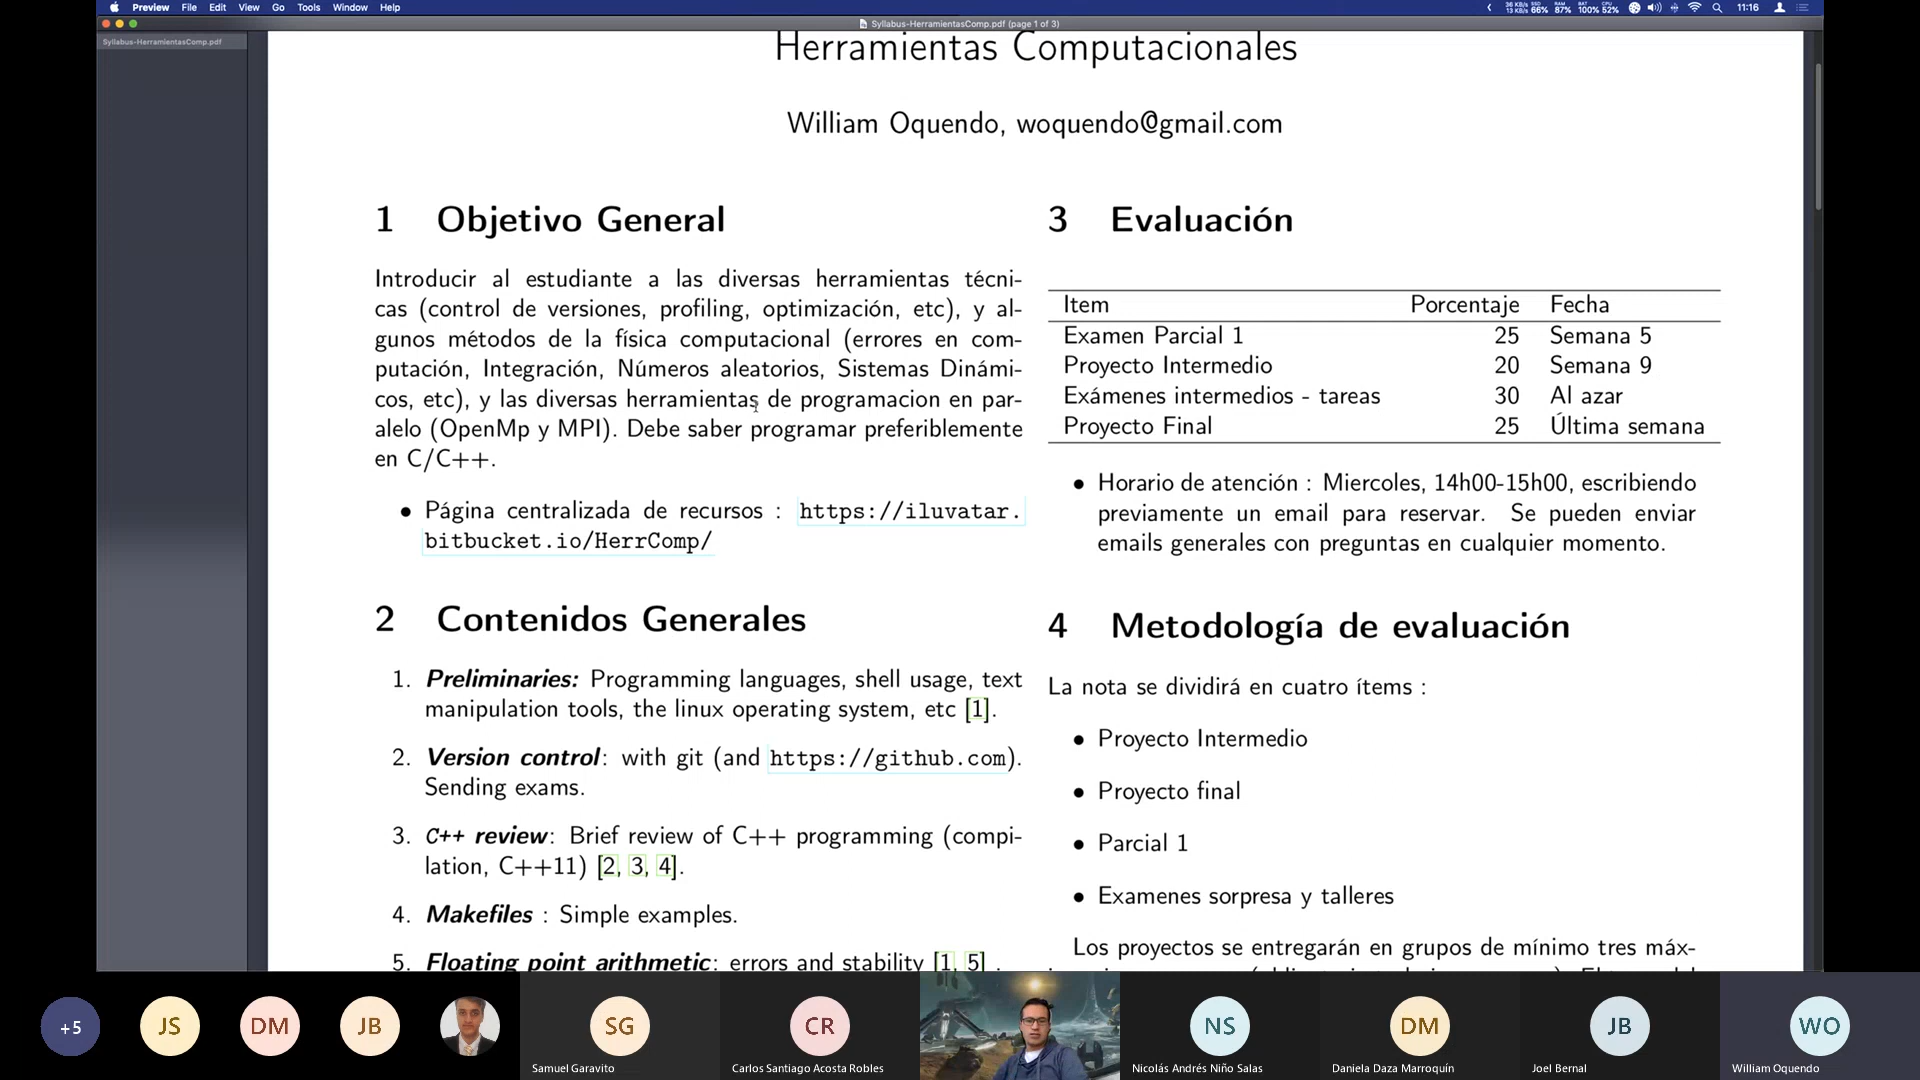 Preview File Edit View Go Tools Window Help
36 KB/s 13 KB/s SSD 66% RAM 87% BAT 100% CPU 52% 11:16
Syllabus-HerramientasComp.pdf (page 1 of 3)
Syllabus-HerramientasComp.pdf
Herramientas Computacionales
William Oquendo, woquendo@gmail.com
1 Objetivo General
Introducir al estudiante a las diversas herramientas técni-
cas (control de versiones, profiling, optimización, etc), y al-
gunos métodos de la física computacional (errores en com-
putación, Integración, Números aleatorios, Sistemas Dinámi-
cos, etc), y las diversas herramientas de programacion en par-
alelo (OpenMp y MPI). Debe saber programar preferiblemente
en C/C++.
• Página centralizada de recursos : https://iluvatar.
bitbucket.io/HerrComp/
2 Contenidos Generales
1. Preliminaries: Programming languages, shell usage, text
manipulation tools, the linux operating system, etc [1].
2. Version control: with git (and https://github.com).
Sending exams.
3. C++ review: Brief review of C++ programming (compi-
lation, C++11) [2, 3, 4].
4. Makefiles : Simple examples.
5. Floating point arithmetic: errors and stability [1, 5] .
3 Evaluación
Item Porcentaje Fecha
Examen Parcial 1 25 Semana 5
Proyecto Intermedio 20 Semana 9
Exámenes intermedios - tareas 30 Al azar
Proyecto Final 25 Última semana
• Horario de atención : Miercoles, 14h00-15h00, escribiendo
previamente un email para reservar. Se pueden enviar
emails generales con preguntas en cualquier momento.
4 Metodología de evaluación
La nota se dividirá en cuatro ítems :
• Proyecto Intermedio
• Proyecto final
• Parcial 1
• Examenes sorpresa y talleres
Los proyectos se entregarán en grupos de mínimo tres máx-
+5 JS DM JB SG CR NS DM JB WO
Samuel Garavito Carlos Santiago Acosta Robles Nicolás Andrés Niño Salas Daniela Daza Marroquín Joel Bernal William Oquendo